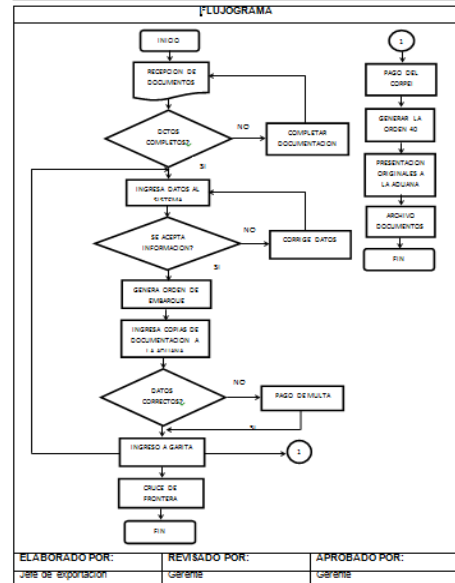 FLUJOGRAMA
INICIO
RECEPCION DE
DOCUMENTOS
DCTOS
COMPLETOS?
NO
COMPLETAR
DOCUMENTACION
SI
INGRESA DATOS AL
SISTEMA
SE ACEPTA
INFORMACION?
NO
CORRIGE DATOS
SI
GENERA ORDEN DE
EMBARQUE
INGRESA COPIAS DE
DOCUMENTACION A
LA ADUANA
DATOS
CORRECTOS?
NO
PAGO DE MULTA
SI
INGRESO A GARITA
1
CRUCE DE
FRONTERA
FIN
1
PAGO DEL
CORPEI
GENERAR LA
ORDEN 40
PRESENTACION
ORIGINALES A
LA ADUANA
ARCHIVO
DOCUMENTOS
FIN
ELABORADO POR:
Jefe de exportación
REVISADO POR:
Gerente
APROBADO POR:
Gerente